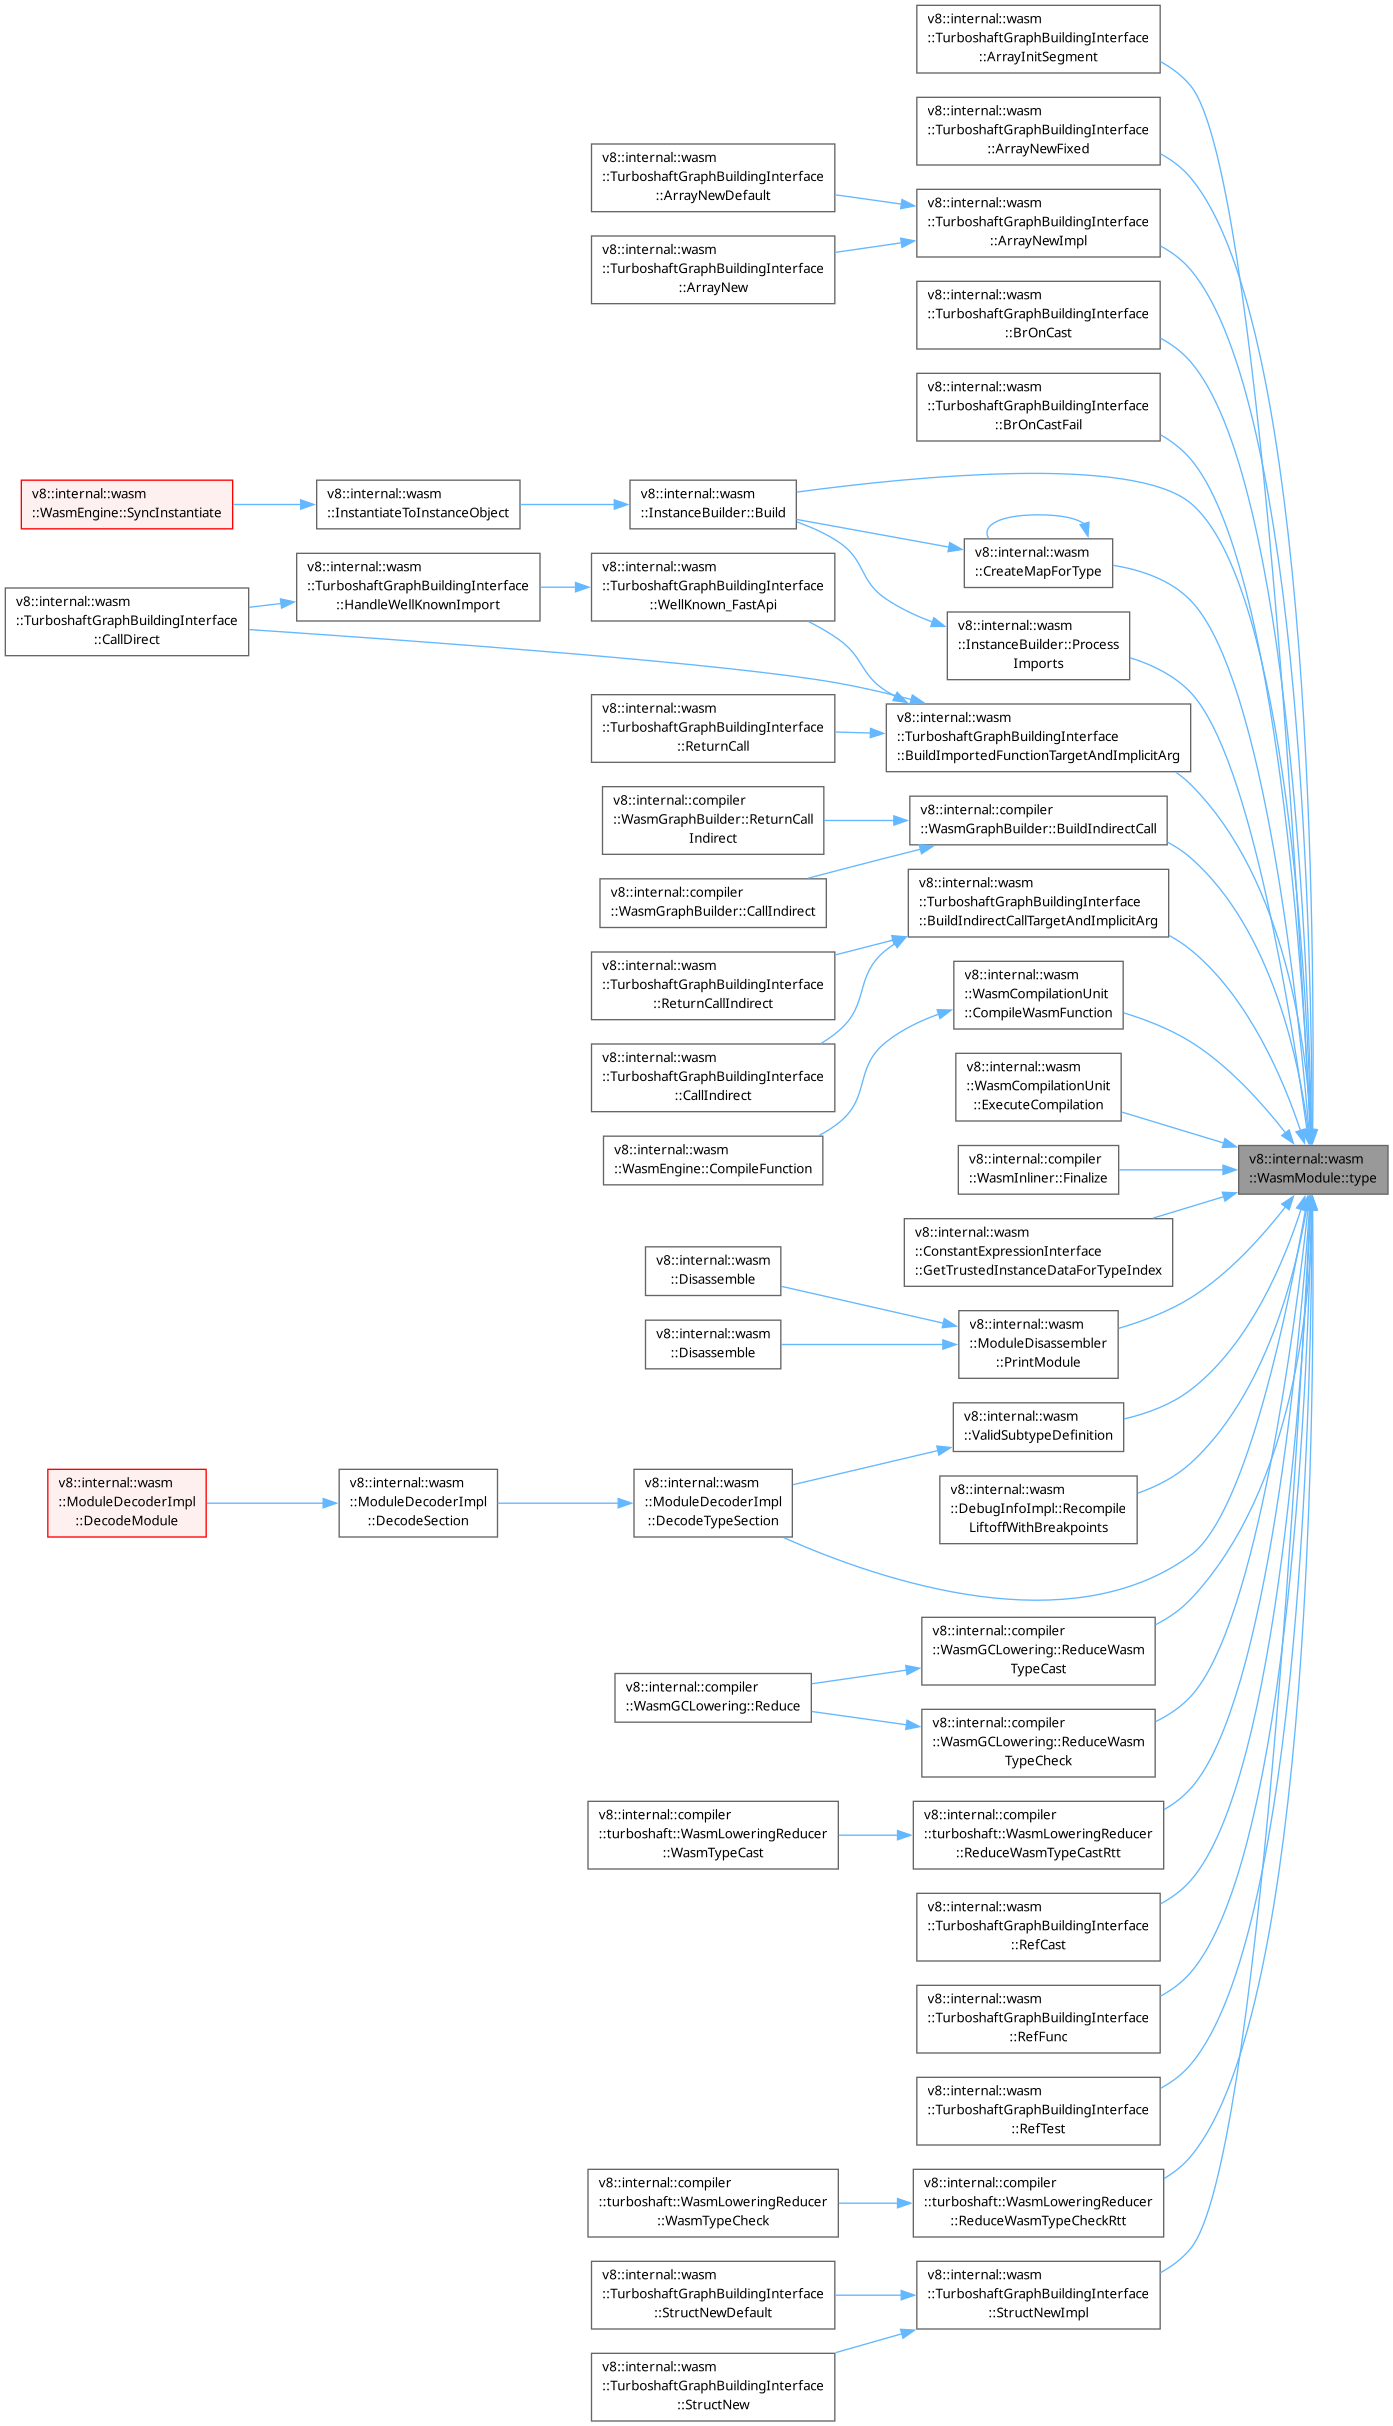 v8::internal::wasm
::TurboshaftGraphBuildingInterface
::ArrayInitSegment
v8::internal::wasm
::TurboshaftGraphBuildingInterface
::ArrayNewFixed
v8::internal::wasm
::TurboshaftGraphBuildingInterface
::ArrayNewDefault
v8::internal::wasm
::TurboshaftGraphBuildingInterface
::ArrayNewImpl
v8::internal::wasm
::TurboshaftGraphBuildingInterface
::ArrayNew
v8::internal::wasm
::TurboshaftGraphBuildingInterface
::BrOnCast
v8::internal::wasm
::TurboshaftGraphBuildingInterface
::BrOnCastFail
v8::internal::wasm
::WasmEngine::SyncInstantiate
v8::internal::wasm
::InstantiateToInstanceObject
v8::internal::wasm
::InstanceBuilder::Build
v8::internal::wasm
::CreateMapForType
v8::internal::wasm
::TurboshaftGraphBuildingInterface
::CallDirect
v8::internal::wasm
::TurboshaftGraphBuildingInterface
::HandleWellKnownImport
v8::internal::wasm
::TurboshaftGraphBuildingInterface
::WellKnown_FastApi
v8::internal::wasm
::InstanceBuilder::Process
Imports
v8::internal::wasm
::TurboshaftGraphBuildingInterface
::ReturnCall
v8::internal::wasm
::TurboshaftGraphBuildingInterface
::BuildImportedFunctionTargetAndImplicitArg
v8::internal::compiler
::WasmGraphBuilder::ReturnCall
Indirect
v8::internal::compiler
::WasmGraphBuilder::BuildIndirectCall
v8::internal::compiler
::WasmGraphBuilder::CallIndirect
v8::internal::wasm
::TurboshaftGraphBuildingInterface
::BuildIndirectCallTargetAndImplicitArg
v8::internal::wasm
::TurboshaftGraphBuildingInterface
::ReturnCallIndirect
v8::internal::wasm
::WasmCompilationUnit
::CompileWasmFunction
v8::internal::wasm
::TurboshaftGraphBuildingInterface
::CallIndirect
v8::internal::wasm
::WasmCompilationUnit
::ExecuteCompilation
v8::internal::wasm
::WasmEngine::CompileFunction
v8::internal::compiler
::WasmInliner::Finalize
v8::internal::wasm
::WasmModule::type
v8::internal::wasm
::ConstantExpressionInterface
::GetTrustedInstanceDataForTypeIndex
v8::internal::wasm
::Disassemble
v8::internal::wasm
::Disassemble
v8::internal::wasm
::ModuleDisassembler
::PrintModule
v8::internal::wasm
::ValidSubtypeDefinition
v8::internal::wasm
::ModuleDecoderImpl
::DecodeModule
v8::internal::wasm
::ModuleDecoderImpl
::DecodeSection
v8::internal::wasm
::ModuleDecoderImpl
::DecodeTypeSection
v8::internal::wasm
::DebugInfoImpl::Recompile
LiftoffWithBreakpoints
v8::internal::compiler
::WasmGCLowering::ReduceWasm
TypeCast
v8::internal::compiler
::WasmGCLowering::Reduce
v8::internal::compiler
::WasmGCLowering::ReduceWasm
TypeCheck
v8::internal::compiler
::turboshaft::WasmLoweringReducer
::WasmTypeCast
v8::internal::compiler
::turboshaft::WasmLoweringReducer
::ReduceWasmTypeCastRtt
v8::internal::wasm
::TurboshaftGraphBuildingInterface
::RefCast
v8::internal::wasm
::TurboshaftGraphBuildingInterface
::RefFunc
v8::internal::wasm
::TurboshaftGraphBuildingInterface
::RefTest
v8::internal::compiler
::turboshaft::WasmLoweringReducer
::WasmTypeCheck
v8::internal::compiler
::turboshaft::WasmLoweringReducer
::ReduceWasmTypeCheckRtt
v8::internal::wasm
::TurboshaftGraphBuildingInterface
::StructNewDefault
v8::internal::wasm
::TurboshaftGraphBuildingInterface
::StructNewImpl
v8::internal::wasm
::TurboshaftGraphBuildingInterface
::StructNew